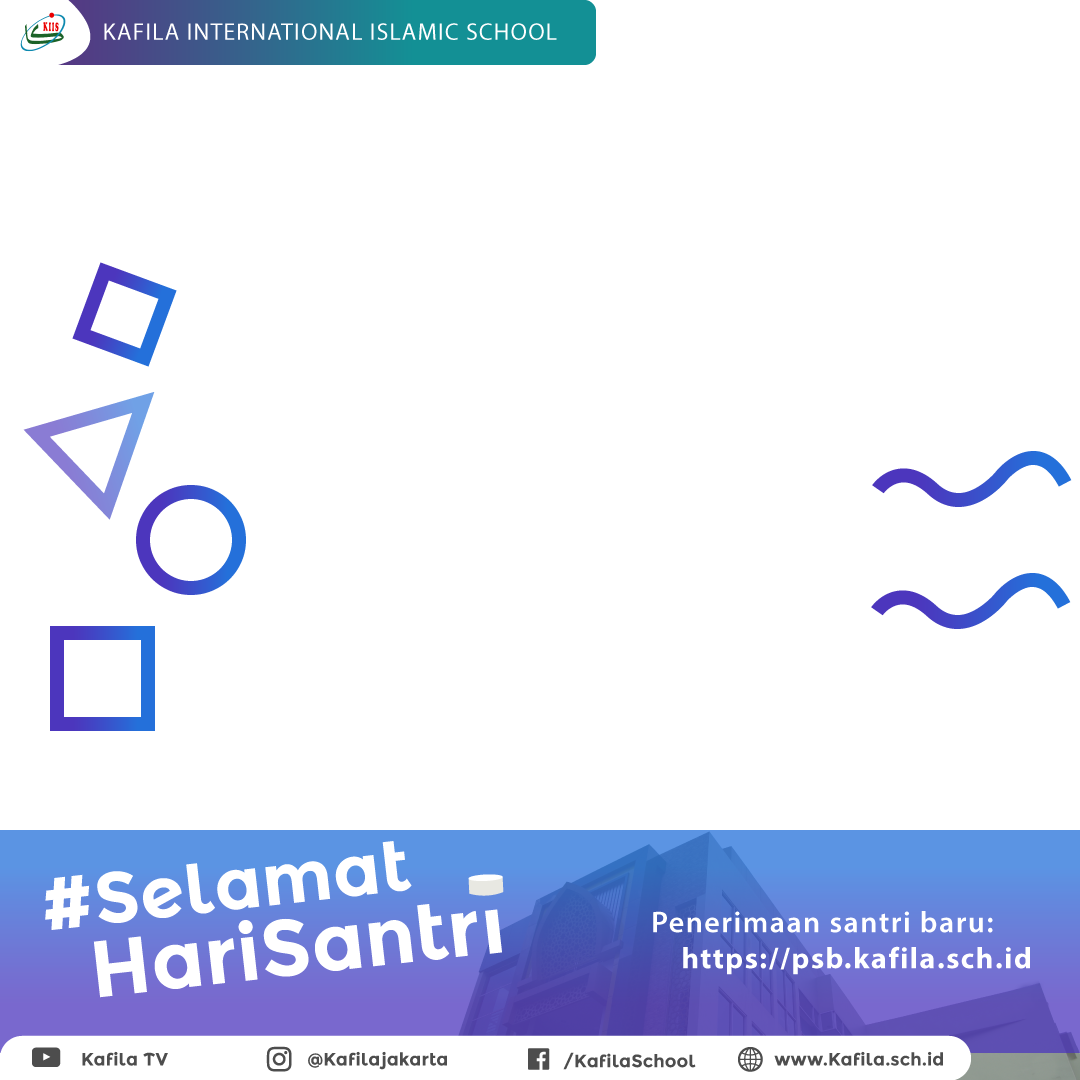 KIIS
KAFILA INTERNATIONAL ISLAMIC SCHOOL
#Selamat
HariSantri
Penerimaan santri baru:
https://psb.kafila.sch.id
Kafila TV
@Kafilajakarta
/KafilaSchool
www.Kafila.sch.id